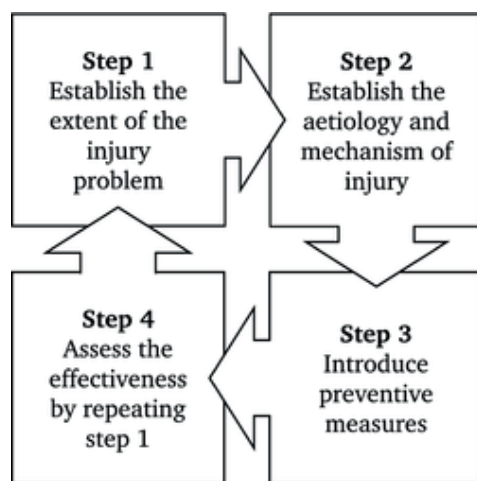 Step 1
Establish the
extent of the
injury
problem
Step 2
Establish the
aetiology and
mechanism of
injury
Step 3
Introduce
preventive
measures
Step 4
Assess the
effectiveness
by repeating
step 1